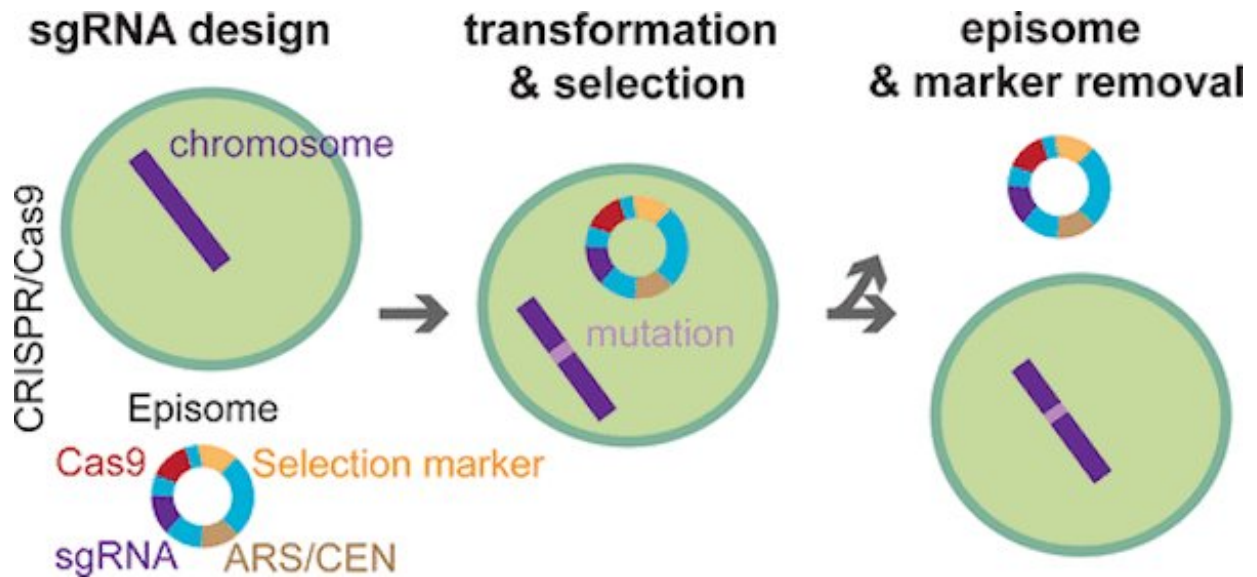 sgRNA design
transformation
& selection
episome
& marker removal
CRISPR/Cas9
chromosome
mutation
Episome
Cas9
Selection marker
sgRNA
ARS/CEN